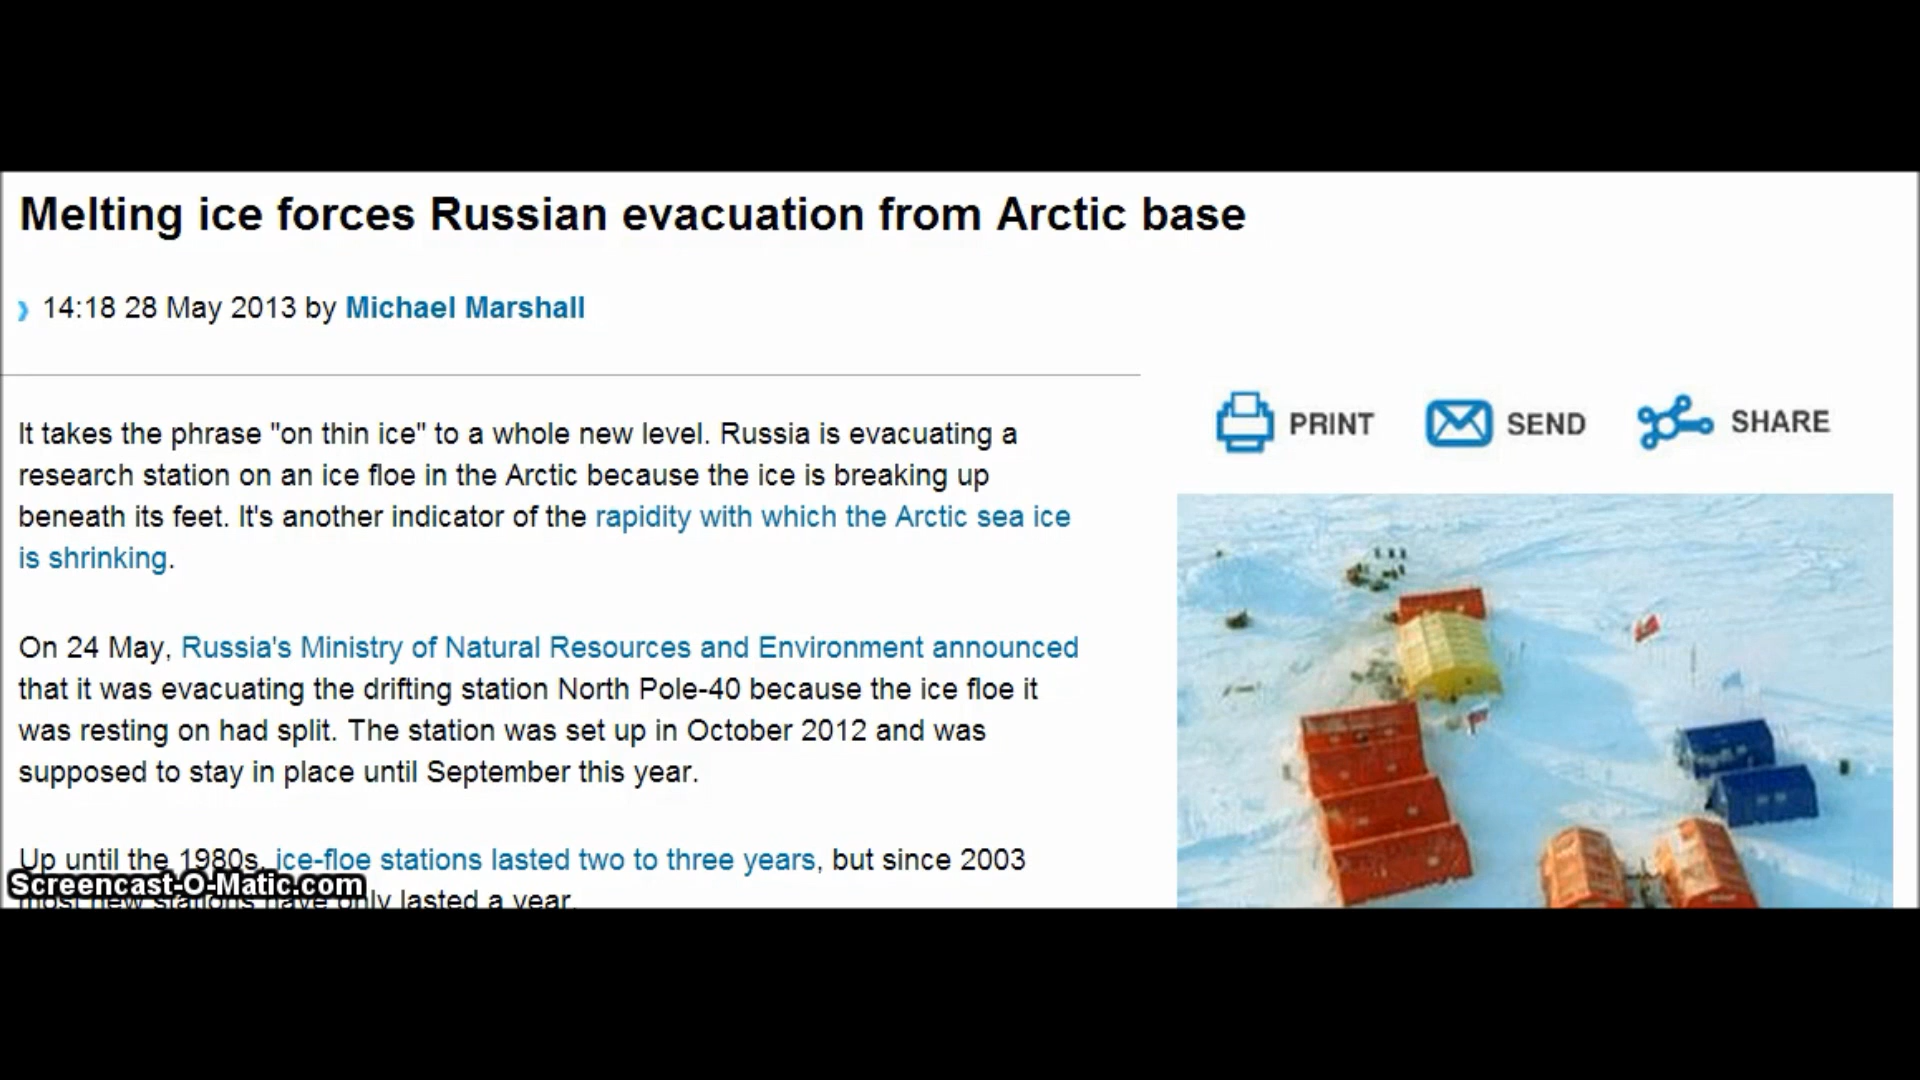 Melting ice forces Russian evacuation from Arctic base
14:18 28 May 2013 by Michael Marshall
PRINT SEND SHARE
It takes the phrase "on thin ice" to a whole new level. Russia is evacuating a
research station on an ice floe in the Arctic because the ice is breaking up
beneath its feet. It's another indicator of the rapidity with which the Arctic sea ice
is shrinking.
On 24 May, Russia's Ministry of Natural Resources and Environment announced
that it was evacuating the drifting station North Pole-40 because the ice floe it
was resting on had split. The station was set up in October 2012 and was
supposed to stay in place until September this year.
Up until the 1980s, ice-floe stations lasted two to three years, but since 2003
Screencast-O-Matic.com
most new stations have only lasted a year.